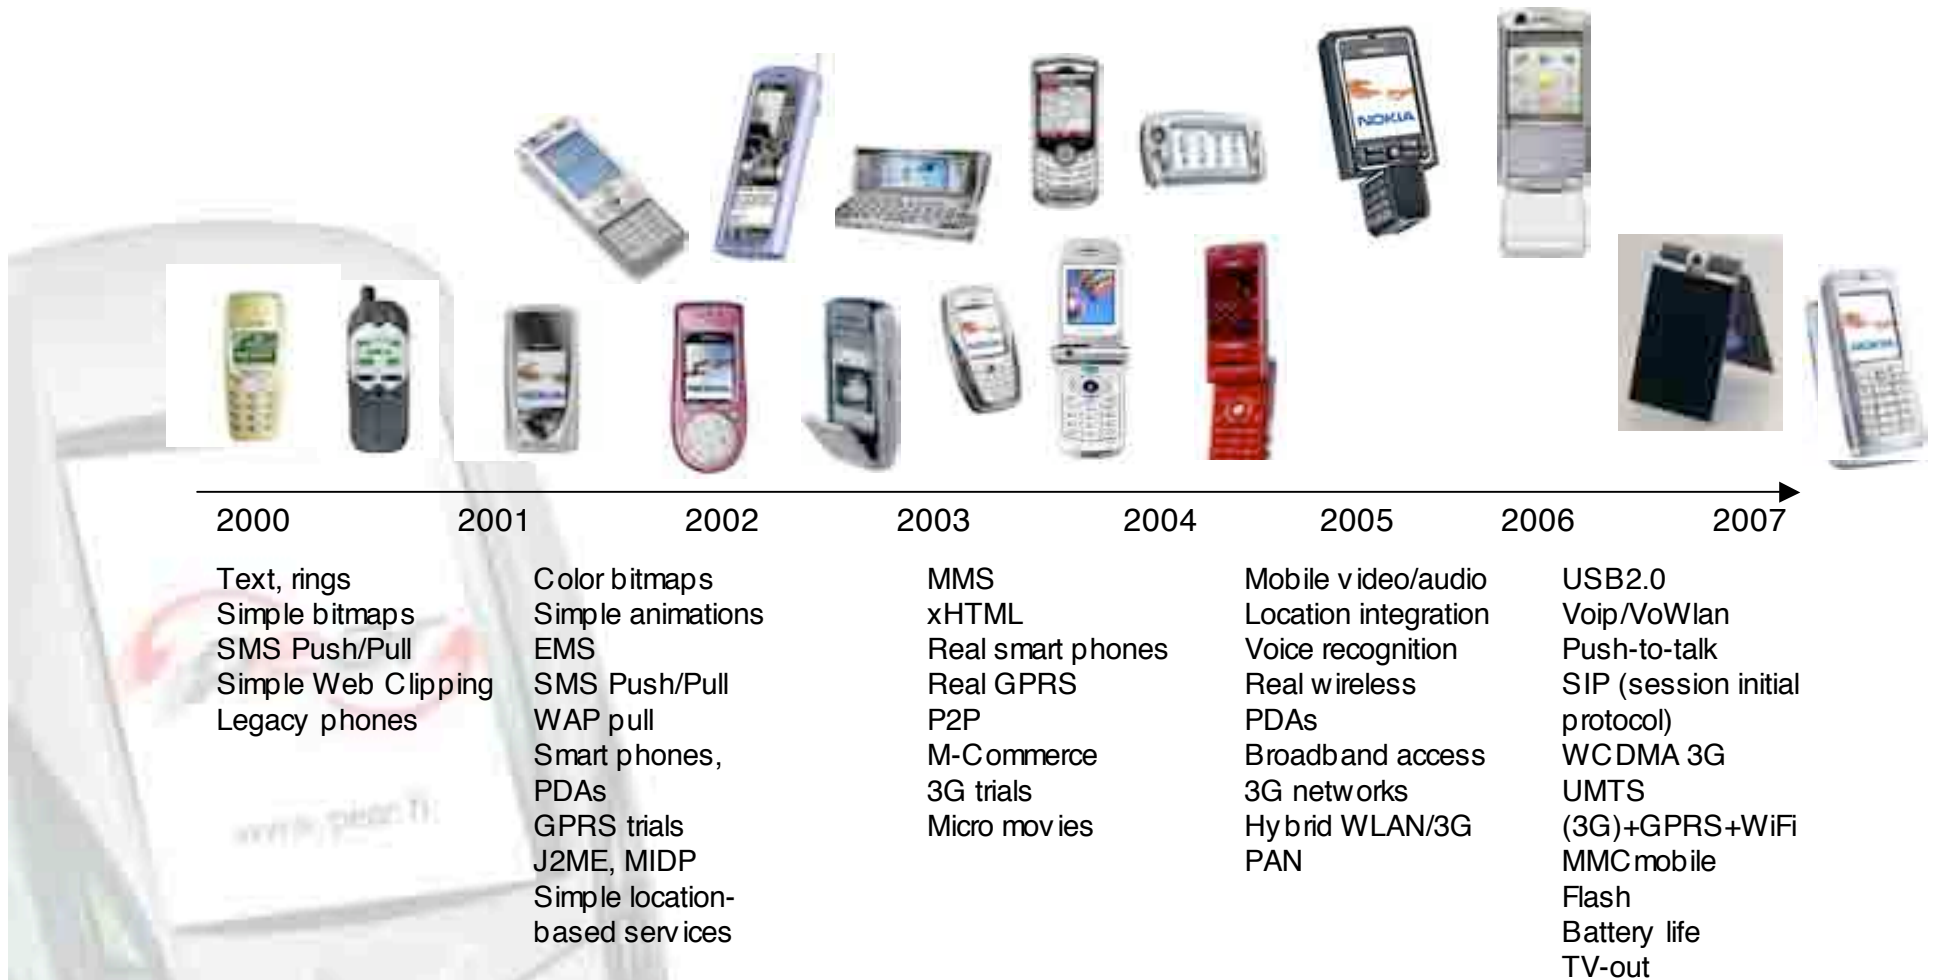 NOKIA
NOKIA
NOKIA
NOKIA
NOKIA
2000 2001 2002 2003 2004 2005 2006 2007
Text, rings
Simple bitmaps
SMS Push/Pull
Simple Web Clipping
Legacy phones
Color bitmaps
Simple animations
EMS
SMS Push/Pull
WAP pull
Smart phones,
PDAs
GPRS trials
J2ME, MIDP
Simple location-
based services
MMS
xHTML
Real smart phones
Real GPRS
P2P
M-Commerce
3G trials
Micro movies
Mobile video/audio
Location integration
Voice recognition
Real wireless
PDAs
Broadband access
3G networks
Hybrid WLAN/3G
PAN
USB2.0
Voip/VoWlan
Push-to-talk
SIP (session initial
protocol)
WCDMA 3G
UMTS
(3G)+GPRS+WiFi
MMCmobile
Flash
Battery life
TV-out